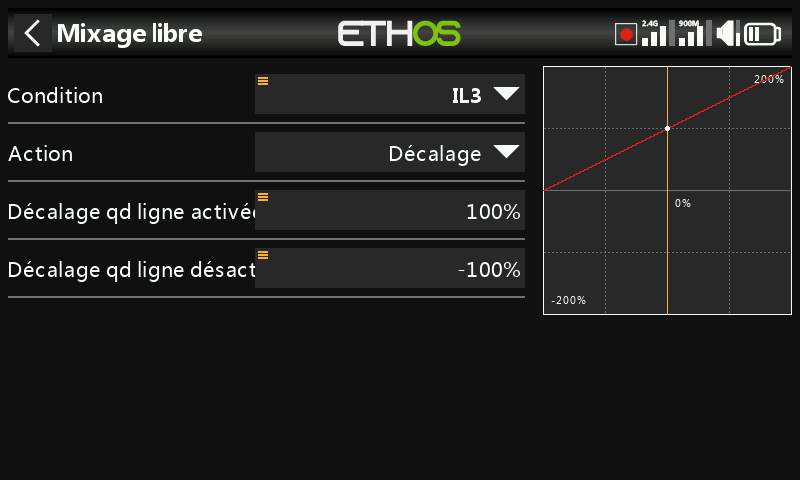 Mixage libre
ETHOS
2.4G
900M
Condition
IL3
Action
Décalage
Décalage qd ligne activé
100%
Décalage qd ligne désact
-100%
200%
0%
-200%